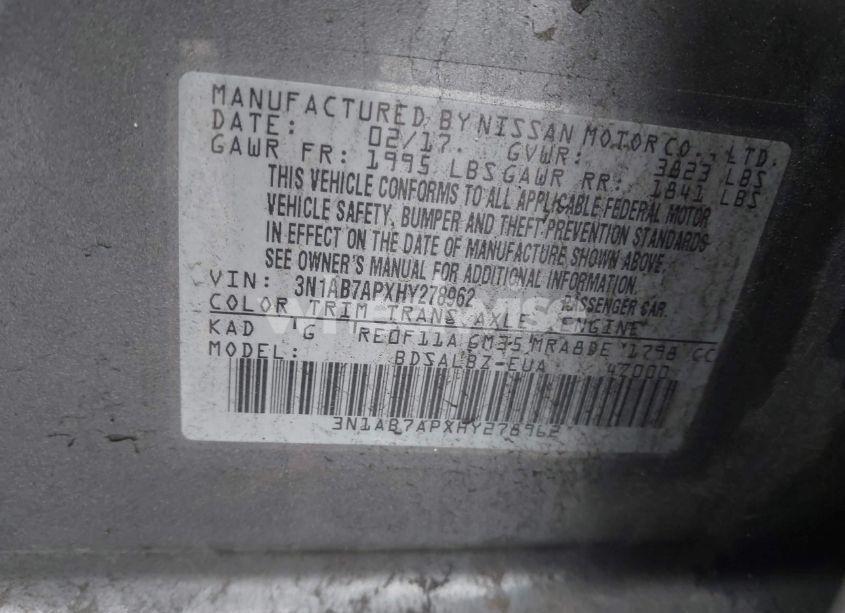 MANUFACTURED BY NISSAN MOTOR CO., LTD.
DATE: 02/17. GVWR: 3823 LBS
GAWR FR: 1995 LBS GAWR RR: 1841 LBS
THIS VEHICLE CONFORMS TO ALL APPLICABLE FEDERAL MOTOR
VEHICLE SAFETY, BUMPER AND THEFT PREVENTION STANDARDS
IN EFFECT ON THE DATE OF MANUFACTURE SHOWN ABOVE.
SEE OWNER'S MANUAL FOR ADDITIONAL INFORMATION.
VIN: 3N1AB7APXHY278962 PASSENGER CAR
COLOR TRIM TRANS AXLE ENGINE
KAD G RE0F11A GM35 MRA8DE 1798 CC
MODEL: BDSALBZ-EUA 47000
3N1AB7APXHY278962